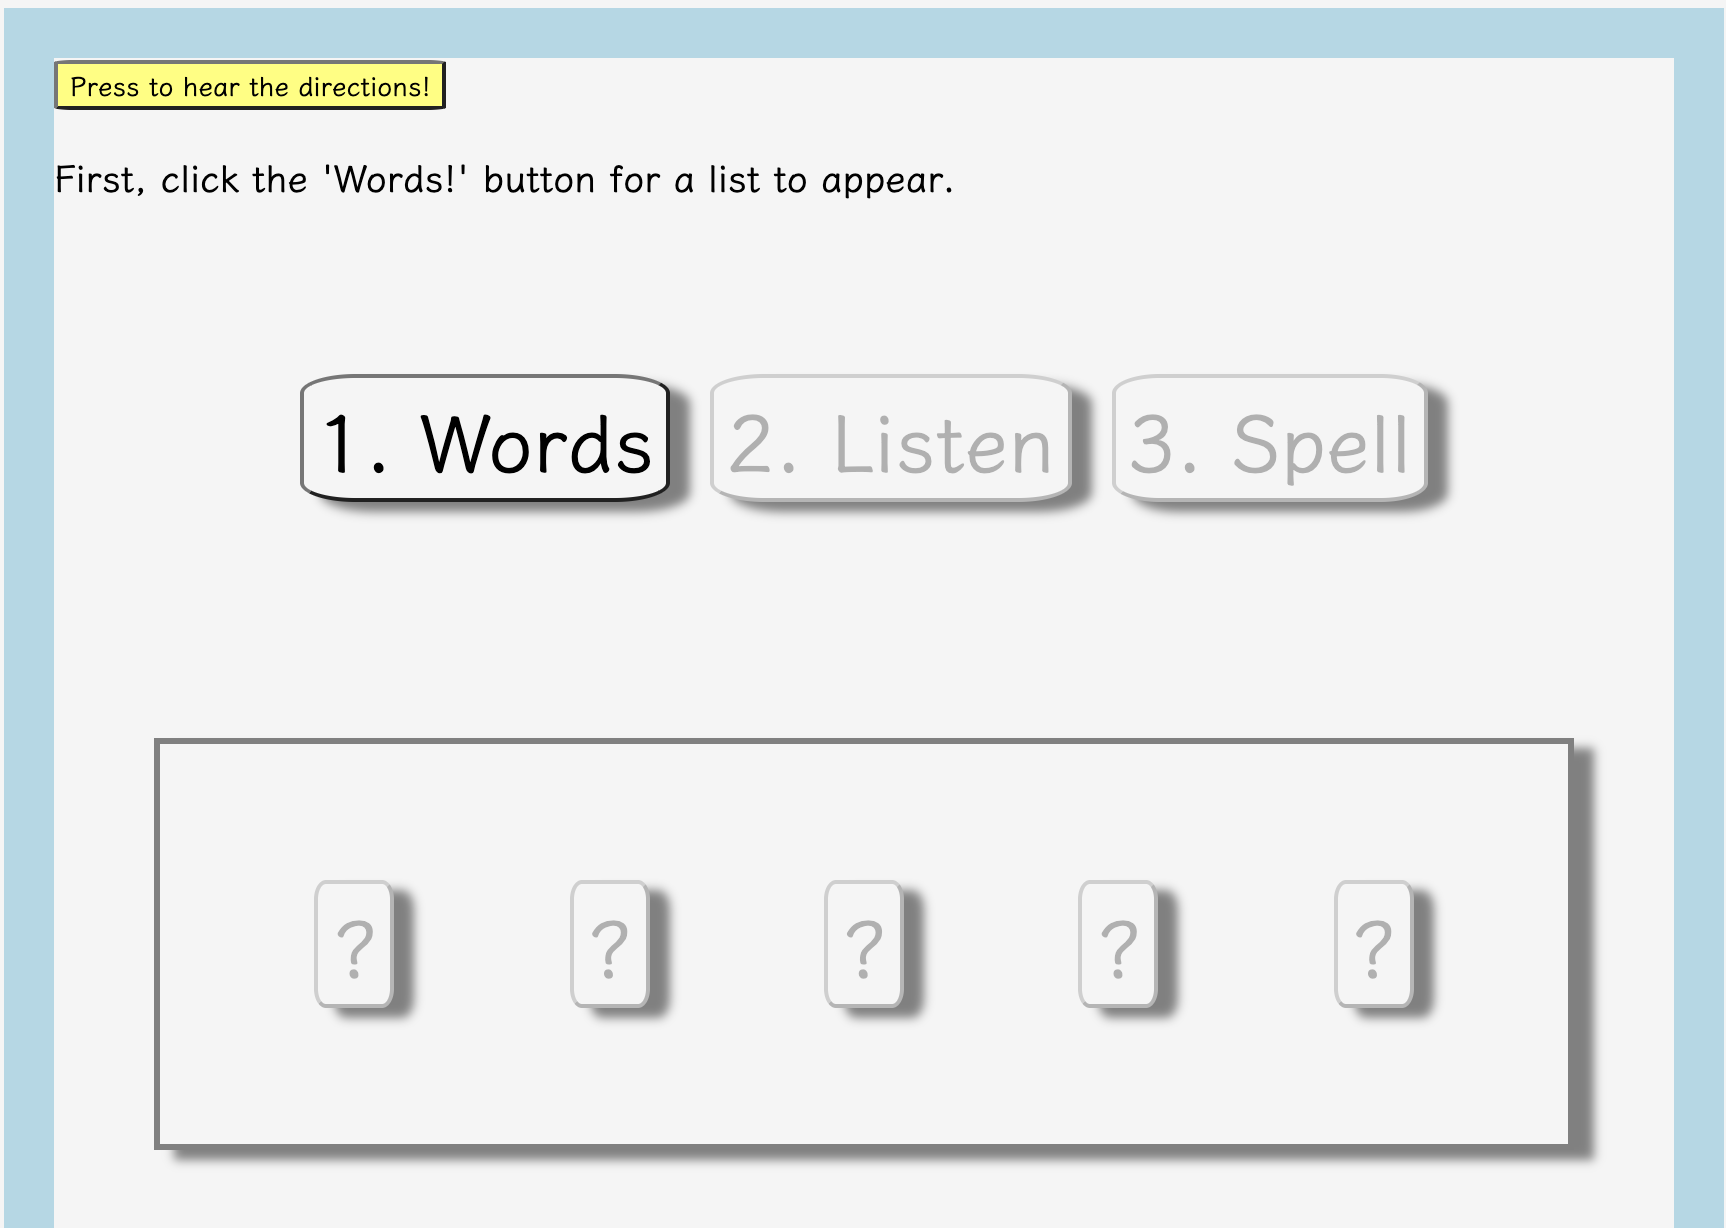 Press to hear the directions!
First, click the 'Words!' button for a list to appear.
1. Words 2. Listen 3. Spell
? ? ? ? ?